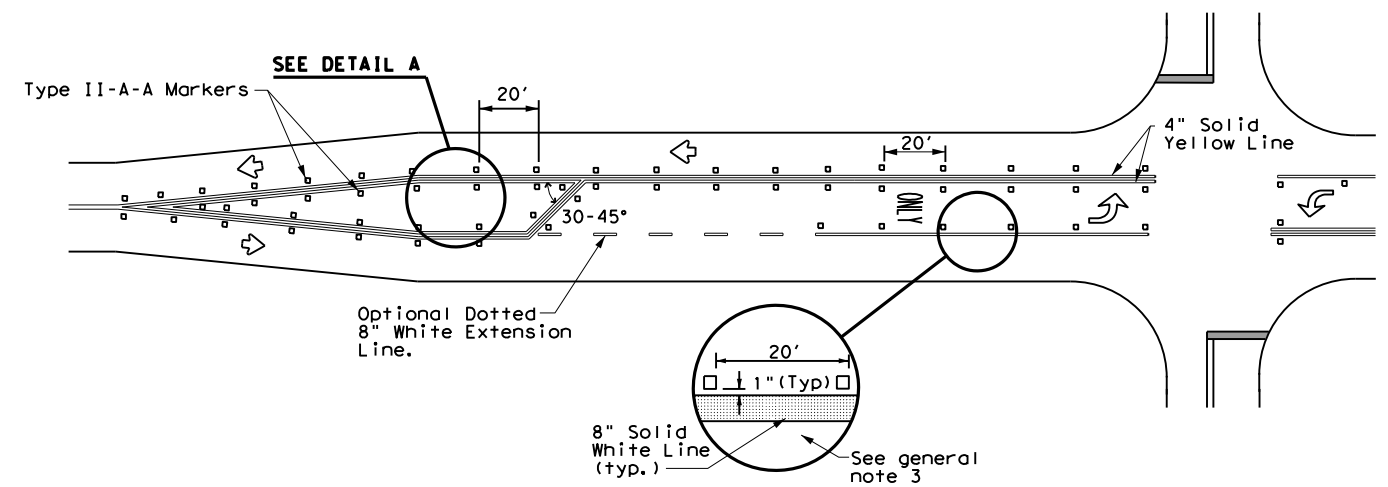 SEE DETAIL A
Type II-A-A Markers
20'
4" Solid
Yellow Line
20'
ONLY
30-45°
Optional Dotted
8" White Extension
Line.
20'
1"(Typ)
8" Solid
White Line
(typ.)
See general
note 3